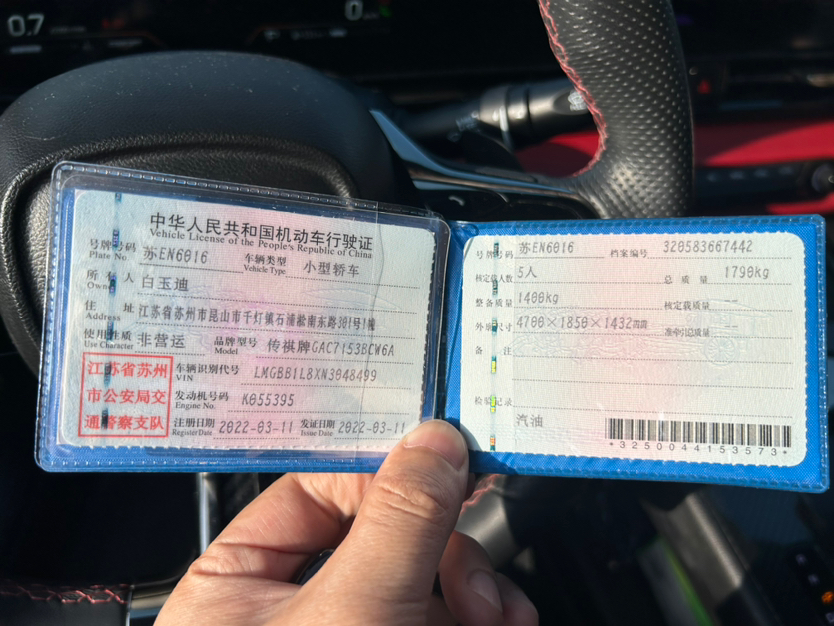 0.7
0
中华人民共和国机动车行驶证
Vehicle License of the People's Republic of China
号牌号码 苏EN6016 车辆类型 小型轿车
Plate No. Vehicle Type
所有人 白玉迪
Owner
住址 江苏省苏州市昆山市千灯镇石浦淞南东路301号1幢
Address
使用性质 非营运 品牌型号 传祺牌GAC7153BCW6A
Use Character Model
江苏省苏州
市公安局交
通警察支队
车辆识别代号 LMGBB1L8XN3048499
VIN
发动机号码 K055395
Engine No.
注册日期 2022-03-11 发证日期 2022-03-11
Register Date Issue Date
号牌号码 苏EN6016 档案编号 320583667442
核定载人数 5人 总质量 1790kg
整备质量 1400kg 核定载质量 --
外廓尺寸 4700×1850×1432mm 准牵引总质量 --
备注
检验记录
汽油
*3250044153573*